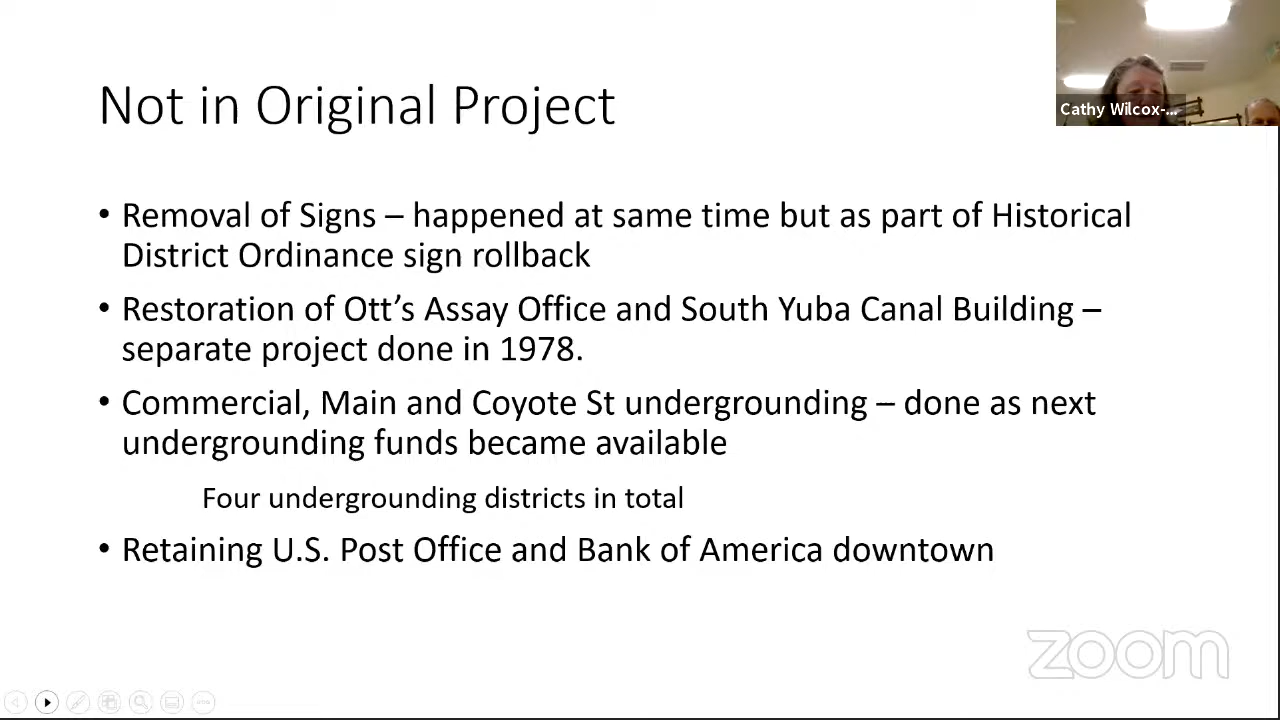 Not in Original Project
Cathy Wilcox-...
• Removal of Signs – happened at same time but as part of Historical
District Ordinance sign rollback
• Restoration of Ott’s Assay Office and South Yuba Canal Building –
separate project done in 1978.
• Commercial, Main and Coyote St undergrounding – done as next
undergrounding funds became available
Four undergrounding districts in total
• Retaining U.S. Post Office and Bank of America downtown
zoom